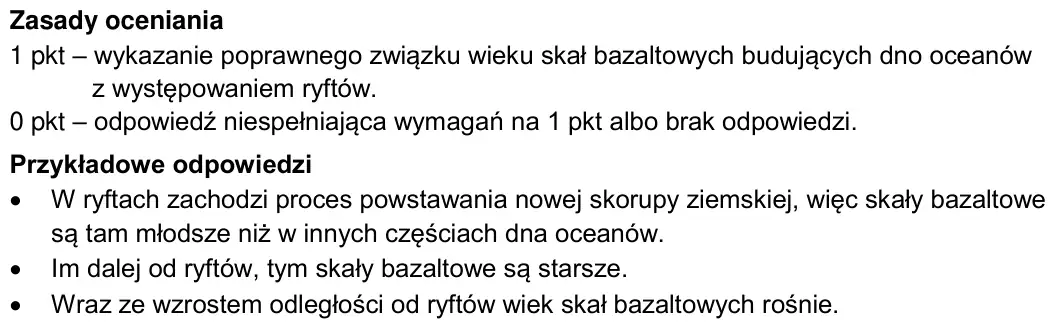 Zasady oceniania
1 pkt – wykazanie poprawnego związku wieku skał bazaltowych budujących dno oceanów
z występowaniem ryftów.
0 pkt – odpowiedź niespełniająca wymagań na 1 pkt albo brak odpowiedzi.
Przykładowe odpowiedzi
• W ryftach zachodzi proces powstawania nowej skorupy ziemskiej, więc skały bazaltowe
są tam młodsze niż w innych częściach dna oceanów.
• Im dalej od ryftów, tym skały bazaltowe są starsze.
• Wraz ze wzrostem odległości od ryftów wiek skał bazaltowych rośnie.